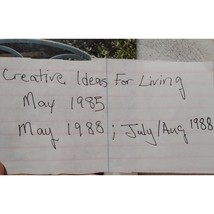 Creative Ideas For Living
May 1985
May 1988 ; July/Aug 1988